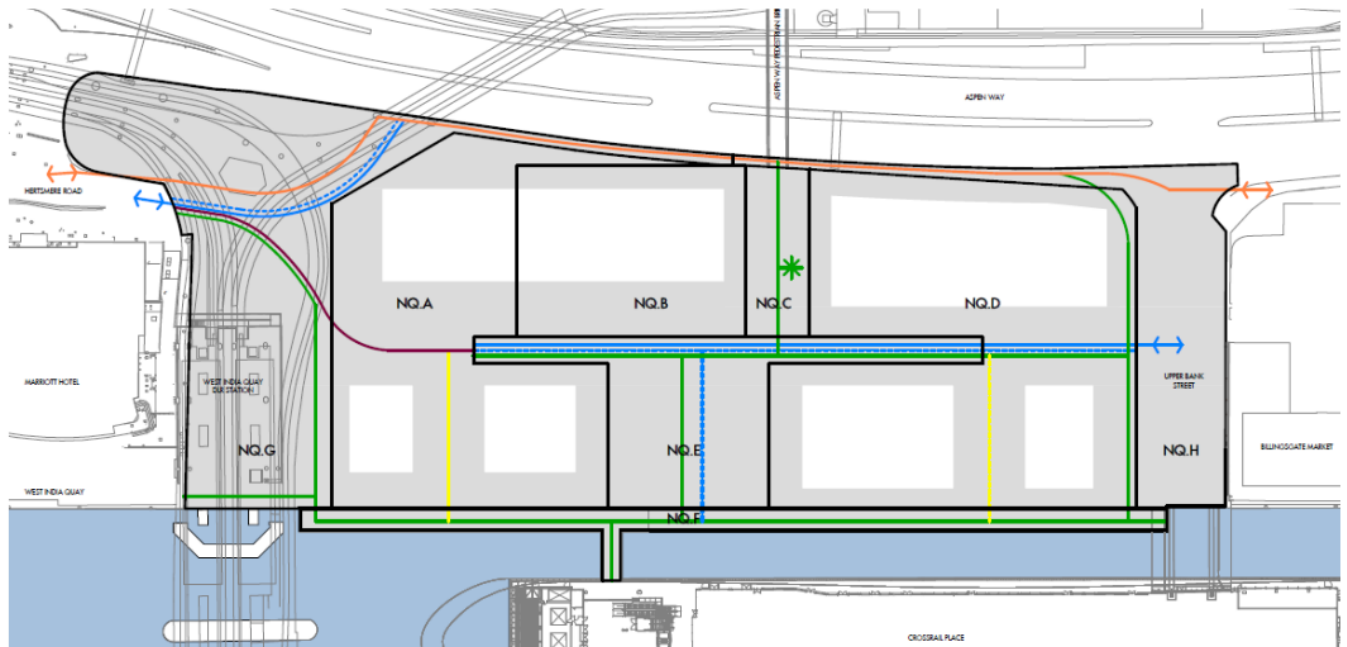 ASPEN WAY PEDESTRIAN
ASPEN WAY
HERTSMERE ROAD
NQ.A
NQ.B
NQ.C
NQ.D
MARRIOTT HOTEL
WEST INDIA QUAY
DLR STATION
UPPER BANK
STREET
NQ.G
NQ.E
NQ.H
BILLINGSGATE MARKET
WEST INDIA QUAY
NQ.F
CROSSRAIL PLACE